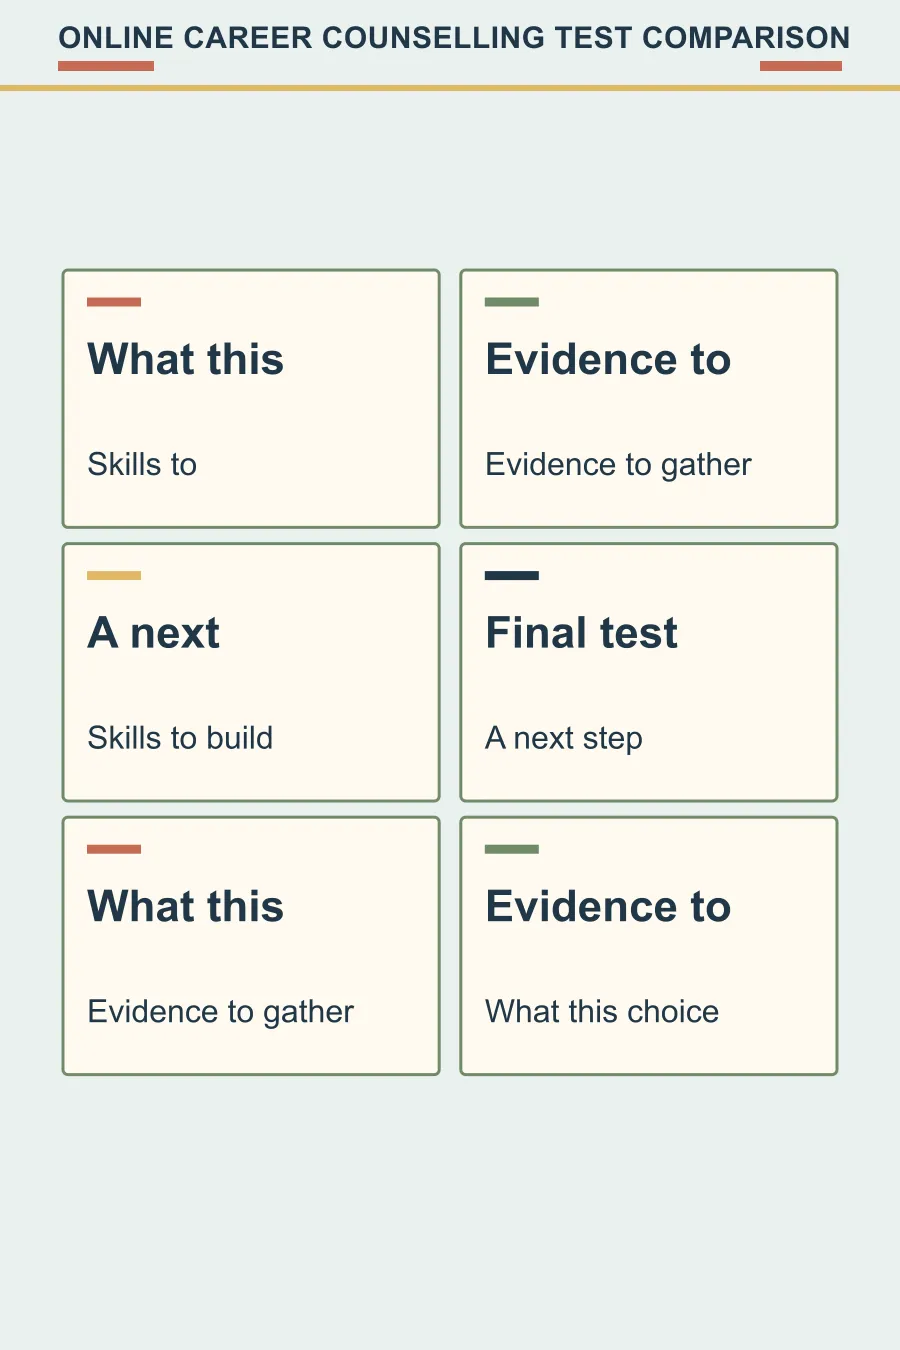 ONLINE CAREER COUNSELLING TEST COMPARISON
What this
Skills to
Evidence to
Evidence to gather
A next
Skills to build
Final test
A next step
What this
Evidence to gather
Evidence to
What this choice